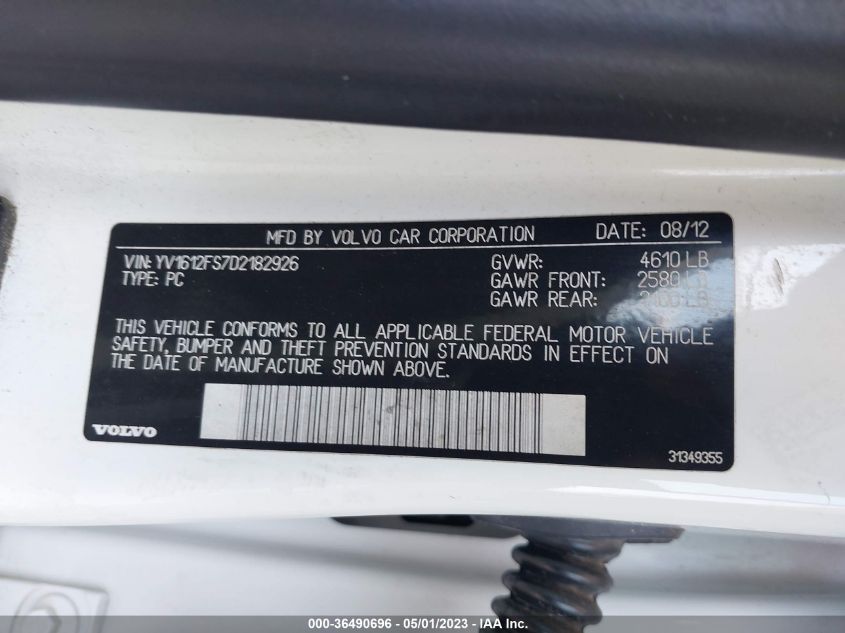 MFD BY VOLVO CAR CORPORATION DATE: 08/12
VIN: YV1612FS7D2182926 GVWR: 4610 LB
TYPE: PC GAWR FRONT: 2580 LB
GAWR REAR: LB
THIS VEHICLE CONFORMS TO ALL APPLICABLE FEDERAL MOTOR VEHICLE
SAFETY, BUMPER AND THEFT PREVENTION STANDARDS IN EFFECT ON
THE DATE OF MANUFACTURE SHOWN ABOVE.
VOLVO
31349355
000-36490696 - 05/01/2023 - IAA Inc.